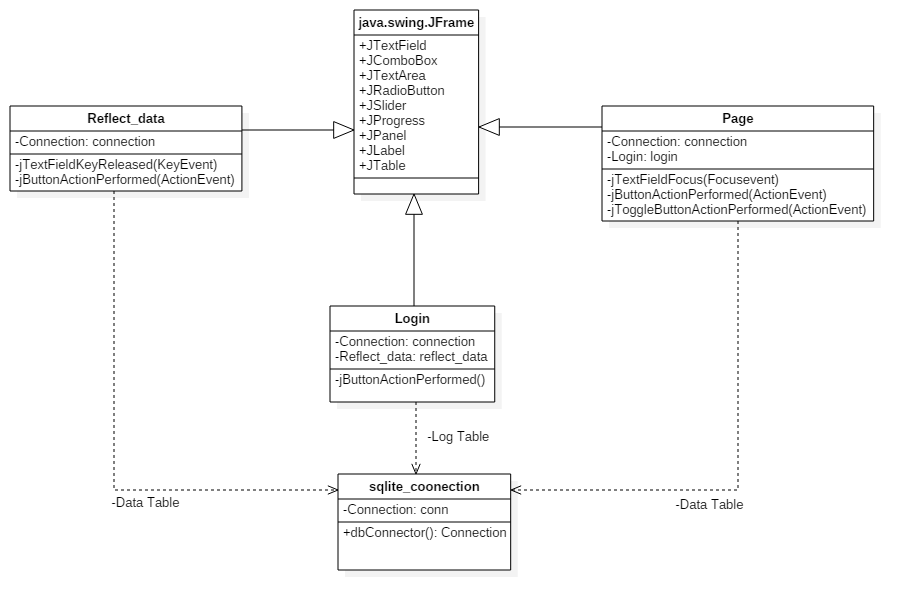 java.swing.JFrame
+JTextField
+JComboBox
+JTextArea
+JRadioButton
+JSlider
+JProgress
+JPanel
+JLabel
+JTable
Reflect_data
-Connection: connection
-jTextFieldKeyReleased(KeyEvent)
-jButtonActionPerformed(ActionEvent)
Page
-Connection: connection
-Login: login
-jTextFieldFocus(Focusevent)
-jButtonActionPerformed(ActionEvent)
-jToggleButtonActionPerformed(ActionEvent)
Login
-Connection: connection
-Reflect_data: reflect_data
-jButtonActionPerformed()
-Log Table
sqlite_coonection
-Connection: conn
+dbConnector(): Connection
-Data Table
-Data Table